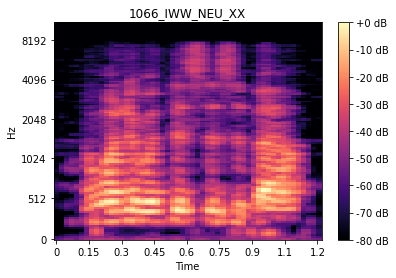 1066_IWW_NEU_XX
8192
4096
2048
1024
512
0
Hz
0 0.15 0.3 0.45 0.6 0.75 0.9 1.1 1.2
Time
+0 dB
-10 dB
-20 dB
-30 dB
-40 dB
-50 dB
-60 dB
-70 dB
-80 dB